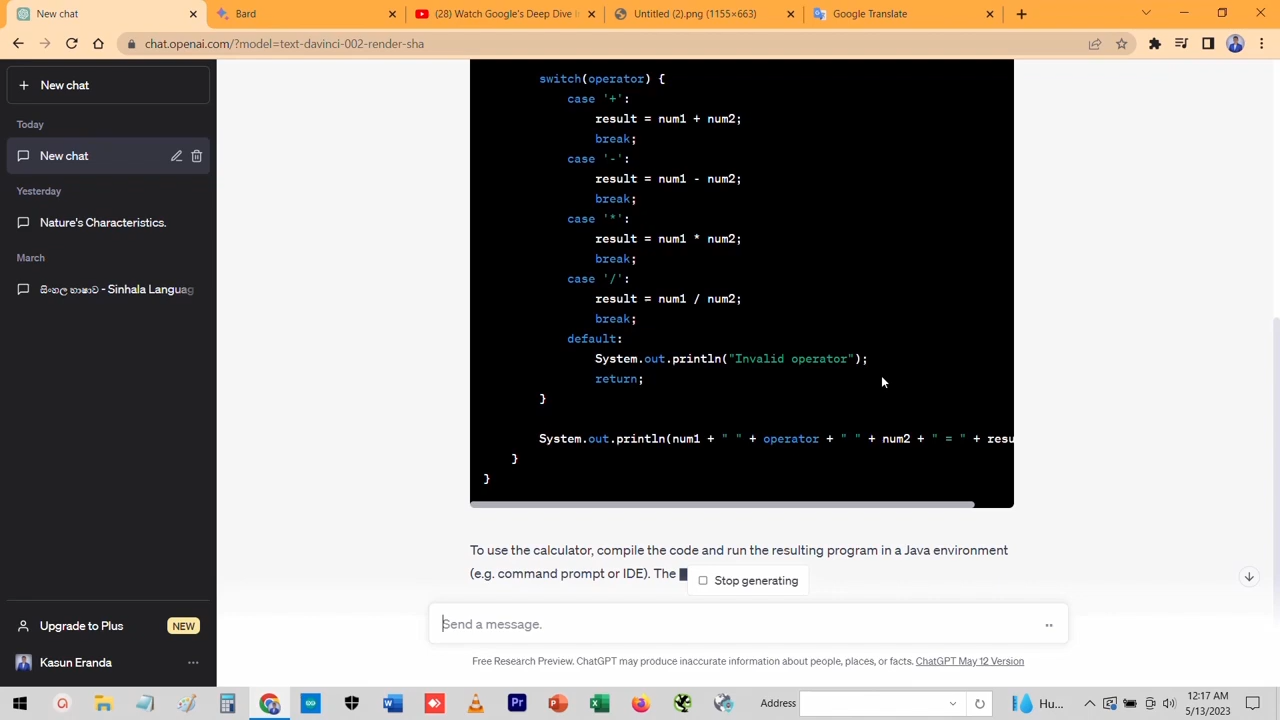 New chat
Bard
(28) Watch Google's Deep Dive i
Untitled (2).png (1155×663)
Google Translate
chat.openai.com/?model=text-davinci-002-render-sha
New chat
Today
New chat
Yesterday
Nature's Characteristics.
March
සිංහල භාෂාව - Sinhala Languag
switch(operator) {
case '+':
result = num1 + num2;
break;
case '-':
result = num1 - num2;
break;
case '*':
result = num1 * num2;
break;
case '/':
result = num1 / num2;
break;
default:
System.out.println("Invalid operator");
return;
}
System.out.println(num1 + " " + operator + " " + num2 + " = " + resu
}
}
To use the calculator, compile the code and run the resulting program in a Java environment
(e.g. command prompt or IDE). The
Stop generating
Send a message.
Free Research Preview. ChatGPT may produce inaccurate information about people, places, or facts. ChatGPT May 12 Version
Upgrade to Plus
NEW
Kasun Eranda
Address
Hu...
12:17 AM
5/13/2023